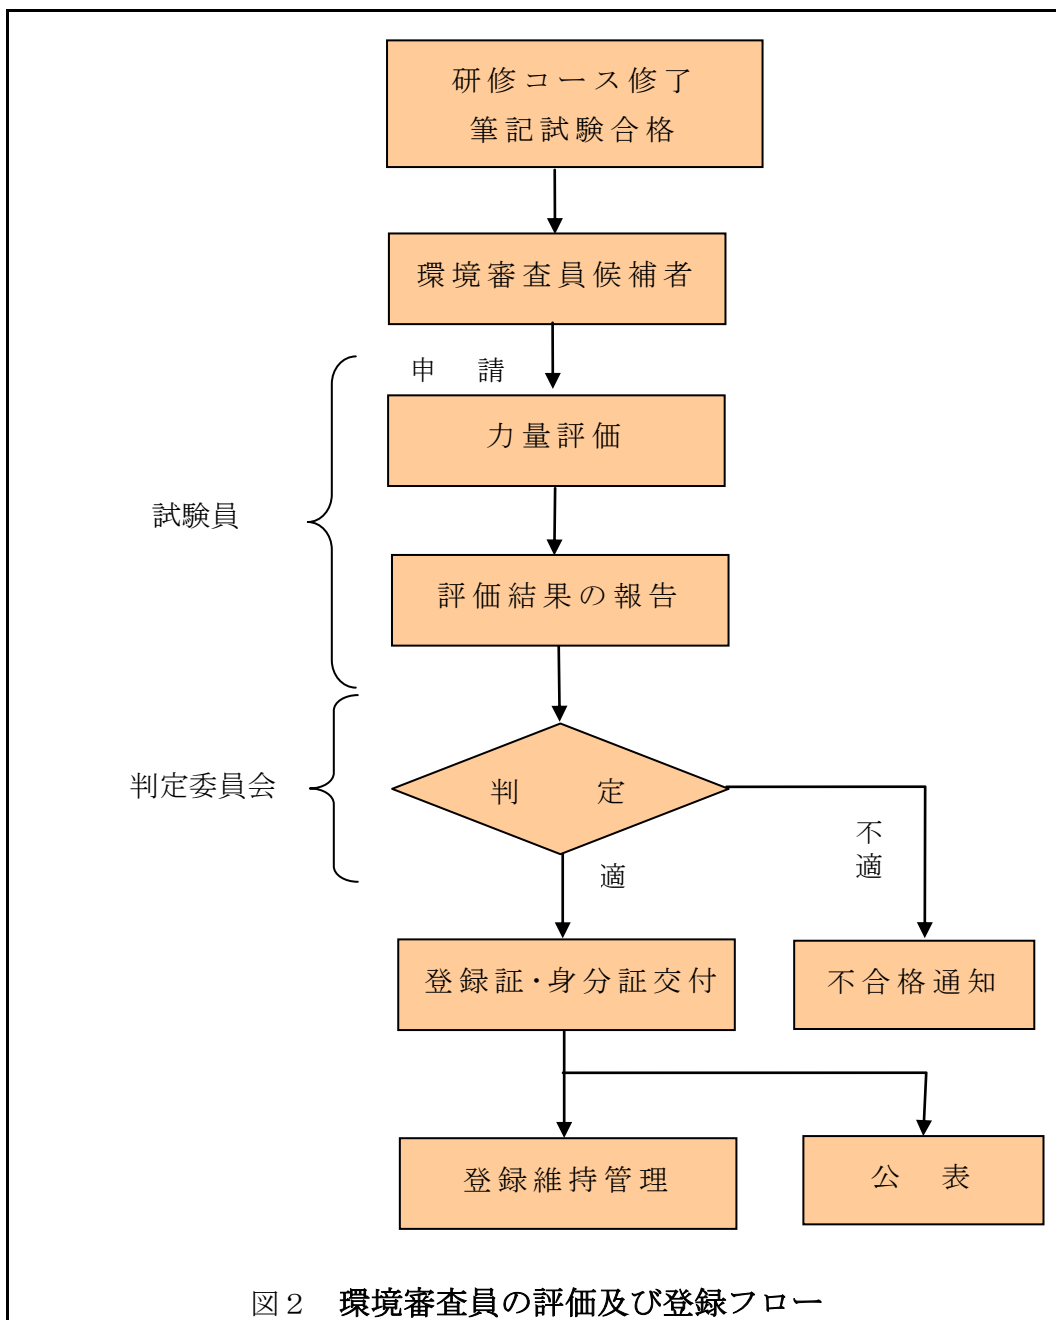 研修コース修了
筆記試験合格
環境審査員候補者
申　請
力量評価
試験員
評価結果の報告
判定委員会
判　定
不適
適
登録証・身分証交付
不合格通知
登録維持管理
公　表
図２　環境審査員の評価及び登録フロー